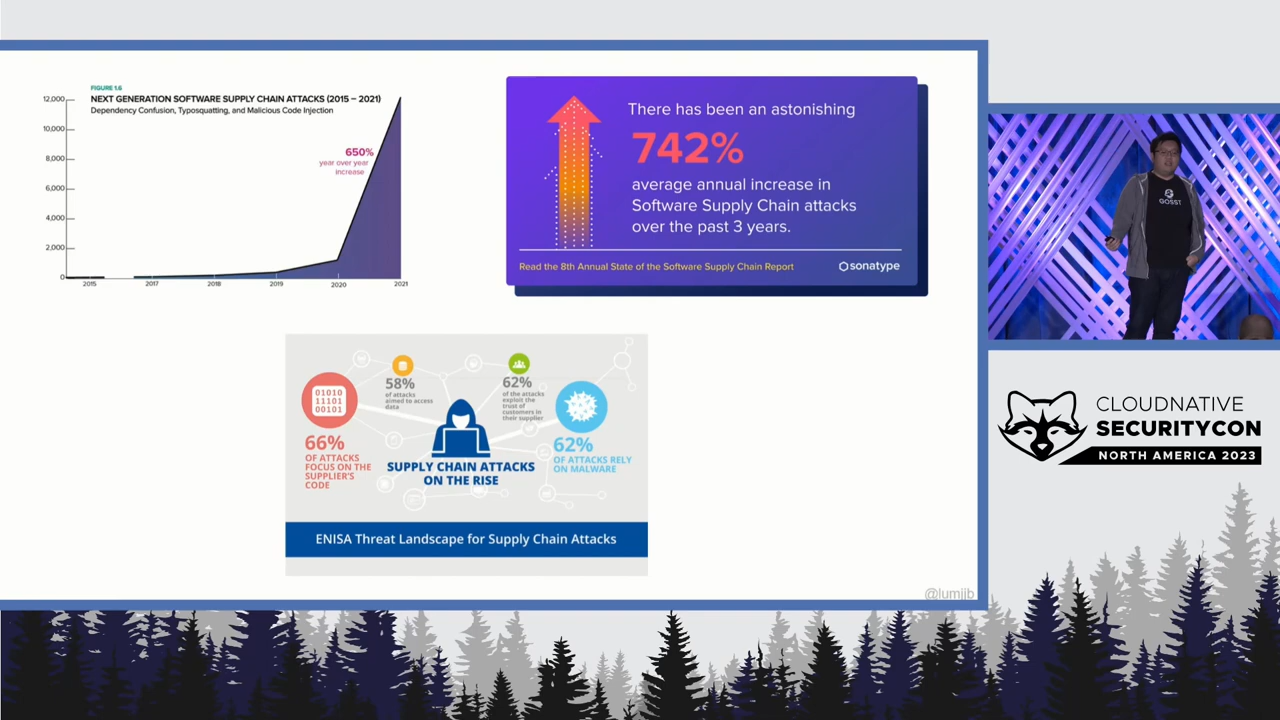 FIGURE 1.6
NEXT GENERATION SOFTWARE SUPPLY CHAIN ATTACKS (2015 – 2021)
Dependency Confusion, Typosquatting, and Malicious Code Injection
12,000
10,000
8,000
6,000
4,000
2,000
0
650%
year over year
increase
2015
2017
2018
2019
2020
2021
There has been an astonishing
742%
average annual increase in
Software Supply Chain attacks
over the past 3 years.
Read the 8th Annual State of the Software Supply Chain Report
sonatype
GOSST
01010
11101
00101
66%
OF ATTACKS
FOCUS ON THE
SUPPLIER'S
CODE
58%
of attacks
aimed to access
data
62%
of the attacks
exploit the
trust of
customers in
their supplier
62%
OF ATTACKS RELY
ON MALWARE
SUPPLY CHAIN ATTACKS
ON THE RISE
ENISA Threat Landscape for Supply Chain Attacks
@lumjjb
CLOUDNATIVE
SECURITYCON
NORTH AMERICA 2023